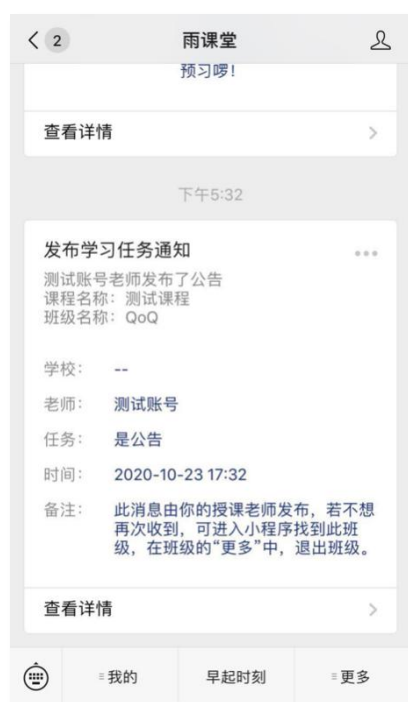 2
雨课堂
预习啰！
查看详情
下午5:32
发布学习任务通知
测试账号老师发布了公告
课程名称：测试课程
班级名称：QoQ
学校： --
老师： 测试账号
任务： 是公告
时间： 2020-10-23 17:32
备注： 此消息由你的授课老师发布，若不想
再次收到，可进入小程序找到此班
级，在班级的“更多”中，退出班级。
查看详情
我的 早起时刻 更多